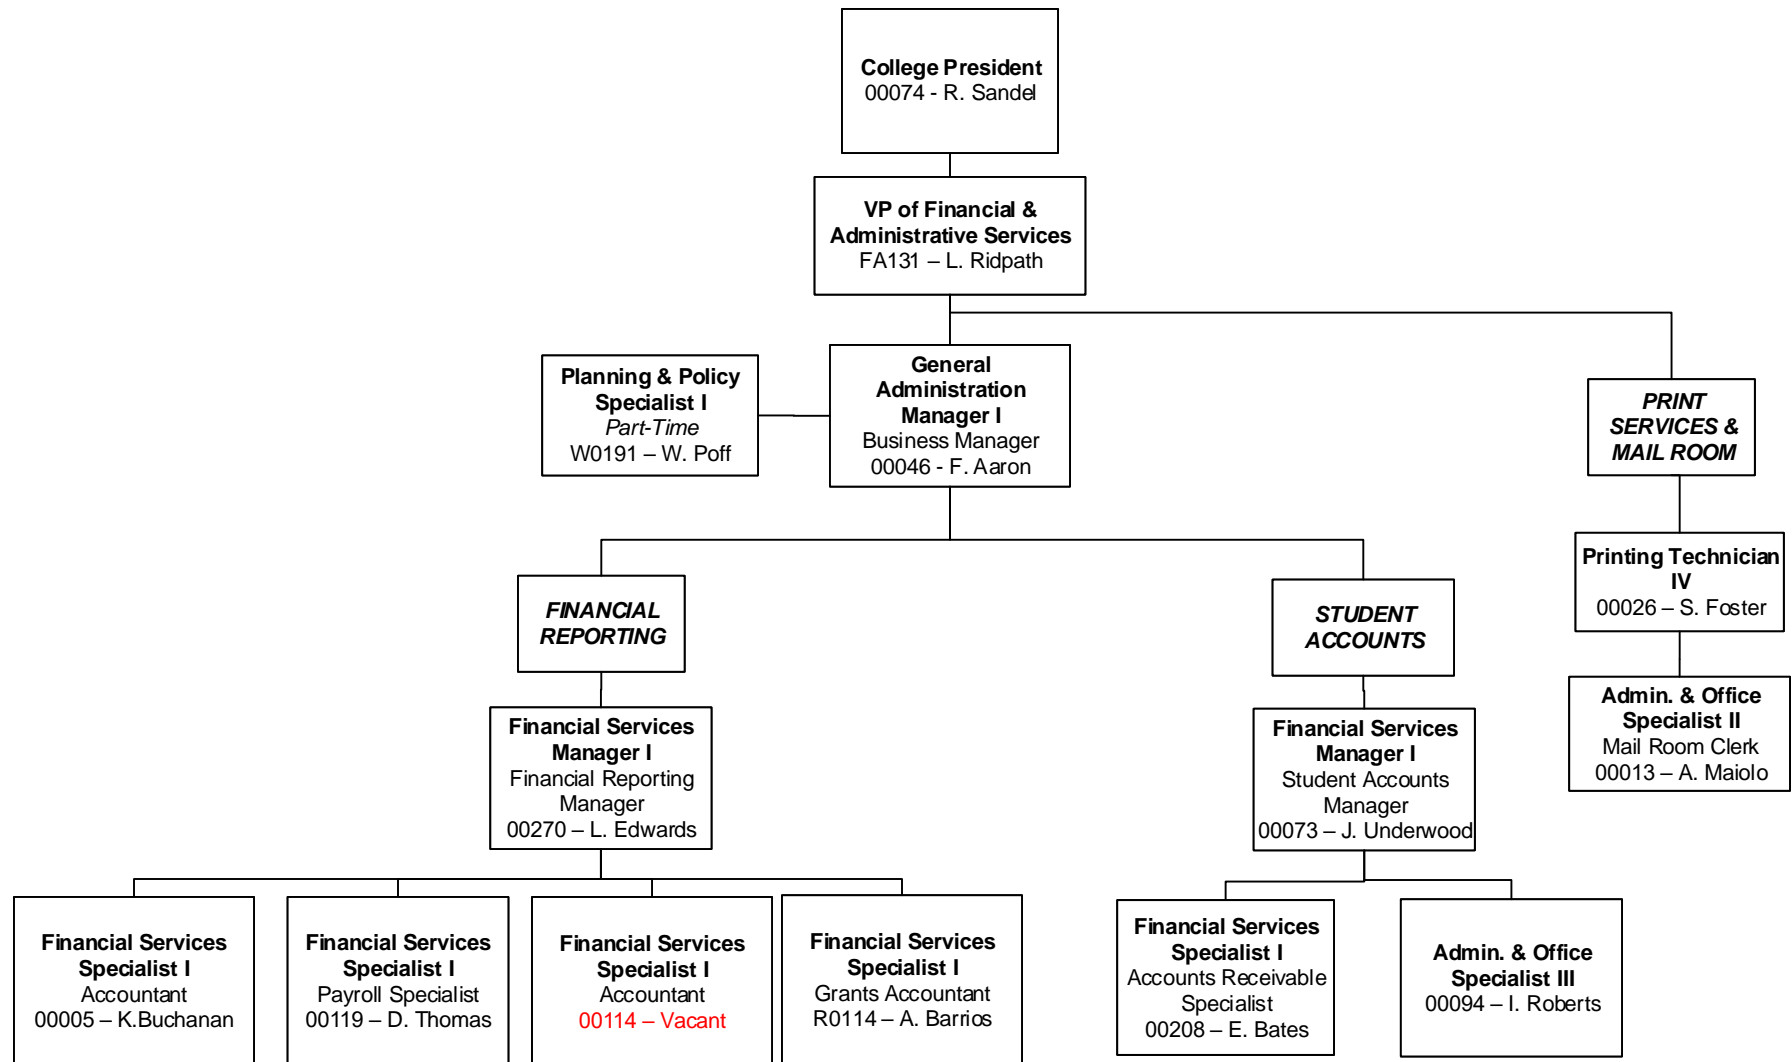 College President
00074 - R. Sandel
VP of Financial &
Administrative Services
FA131 – L. Ridpath
Planning & Policy
Specialist I
Part-Time
W0191 – W. Poff
General
Administration
Manager I
Business Manager
00046 - F. Aaron
PRINT
SERVICES &
MAIL ROOM
Printing Technician
IV
00026 – S. Foster
Admin. & Office
Specialist II
Mail Room Clerk
00013 – A. Maiolo
FINANCIAL
REPORTING
STUDENT
ACCOUNTS
Financial Services
Manager I
Financial Reporting
Manager
00270 – L. Edwards
Financial Services
Manager I
Student Accounts
Manager
00073 – J. Underwood
Financial Services
Specialist I
Accountant
00005 – K.Buchanan
Financial Services
Specialist I
Payroll Specialist
00119 – D. Thomas
Financial Services
Specialist I
Accountant
00114 – Vacant
Financial Services
Specialist I
Grants Accountant
R0114 – A. Barrios
Financial Services
Specialist I
Accounts Receivable
Specialist
00208 – E. Bates
Admin. & Office
Specialist III
00094 – I. Roberts